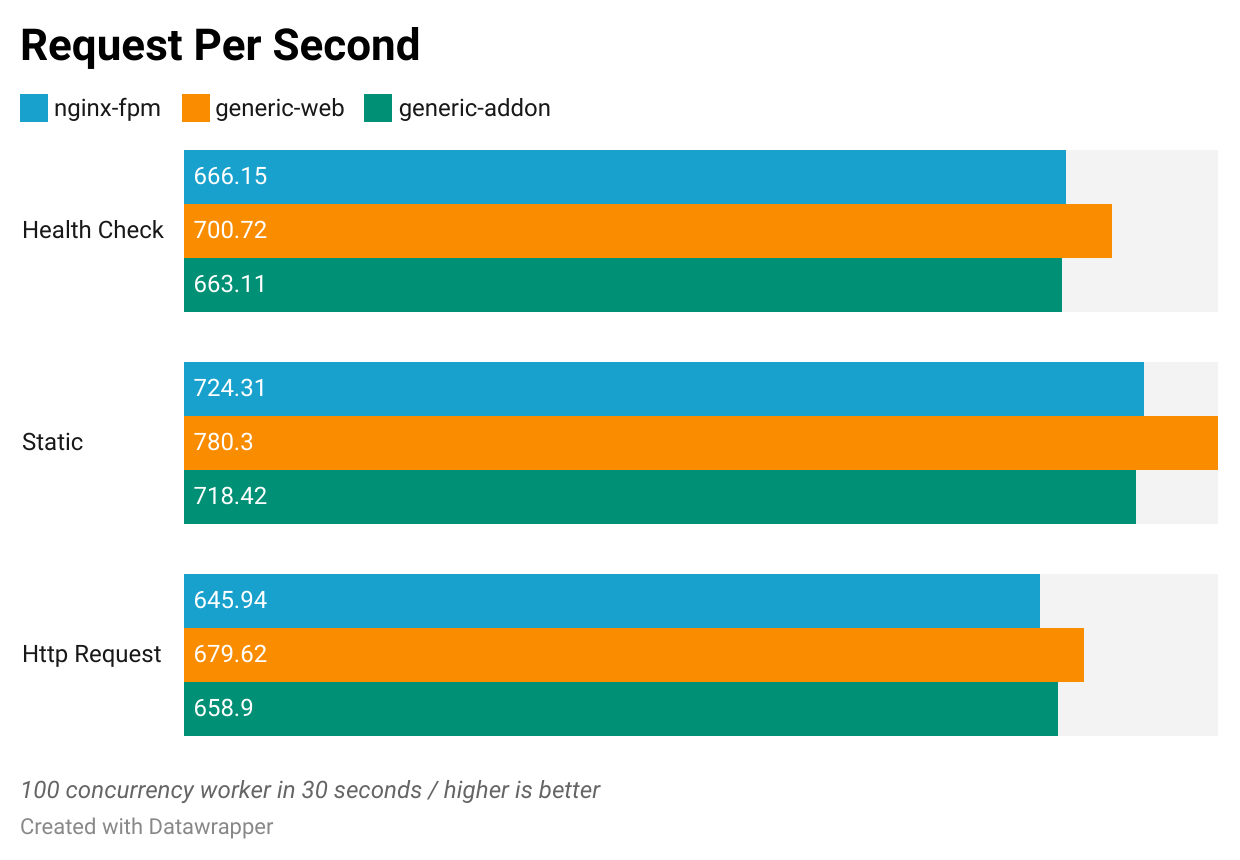 Request Per Second
nginx-fpm generic-web generic-addon
666.15
Health Check 700.72
663.11
724.31
Static 780.3
718.42
645.94
Http Request 679.62
658.9
100 concurrency worker in 30 seconds / higher is better
Created with Datawrapper